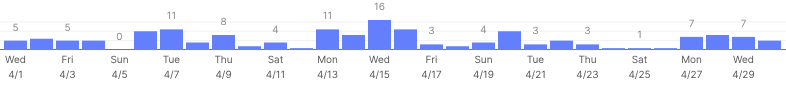 5 5 0 11 8 4 11 16 3 4 3 3 1 7 7
Wed Fri Sun Tue Thu Sat Mon Wed Fri Sun Tue Thu Sat Mon Wed
4/1 4/3 4/5 4/7 4/9 4/11 4/13 4/15 4/17 4/19 4/21 4/23 4/25 4/27 4/29